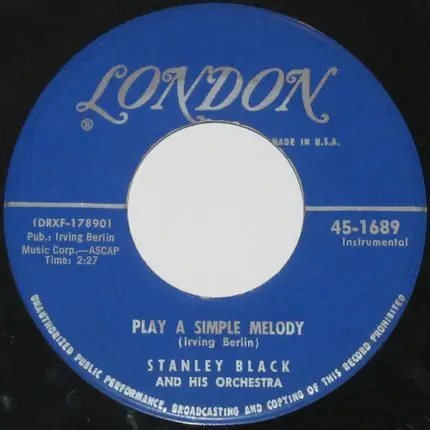 LONDON
®
MADE IN U.S.A.
(DRXF-17890)
Pub.: Irving Berlin
Music Corp.—ASCAP
Time: 2:27
45-1689
Instrumental
PLAY A SIMPLE MELODY
(Irving Berlin)
STANLEY BLACK
AND HIS ORCHESTRA
UNAUTHORIZED PUBLIC PERFORMANCE, BROADCASTING AND COPYING OF THIS RECORD PROHIBITED